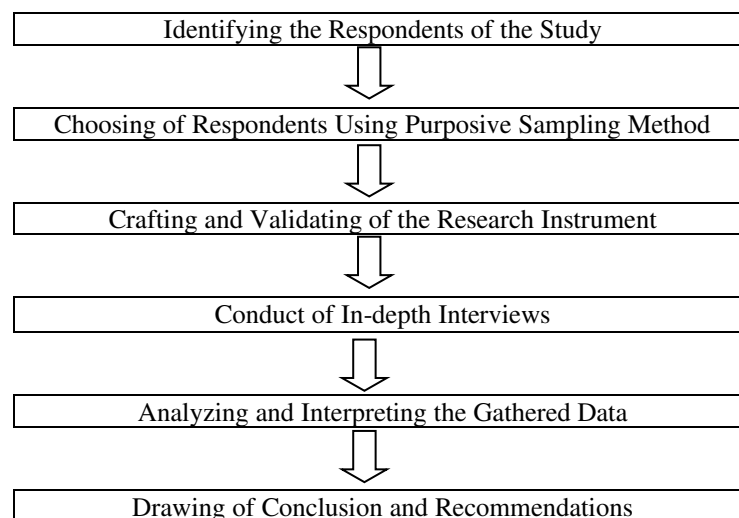 Identifying the Respondents of the Study
Choosing of Respondents Using Purposive Sampling Method
Crafting and Validating of the Research Instrument
Conduct of In-depth Interviews
Analyzing and Interpreting the Gathered Data
Drawing of Conclusion and Recommendations